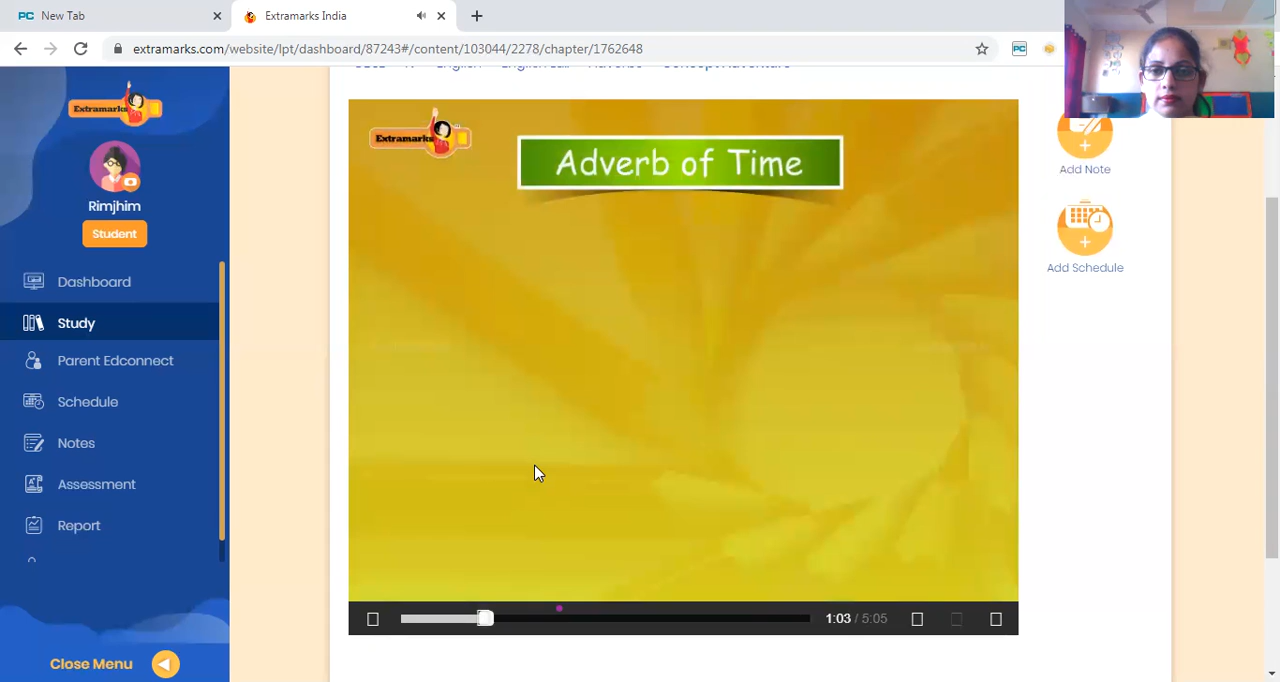 PC New Tab
Extramarks India
extramarks.com/website/lpt/dashboard/87243#/content/103044/2278/chapter/1762648
PC
Extramarks
Rimjhim
Student
Dashboard
Study
Parent Edconnect
Schedule
Notes
Assessment
Report
Close Menu
Extramarks
Adverb of Time
1:03 / 5:05
Add Note
Add Schedule